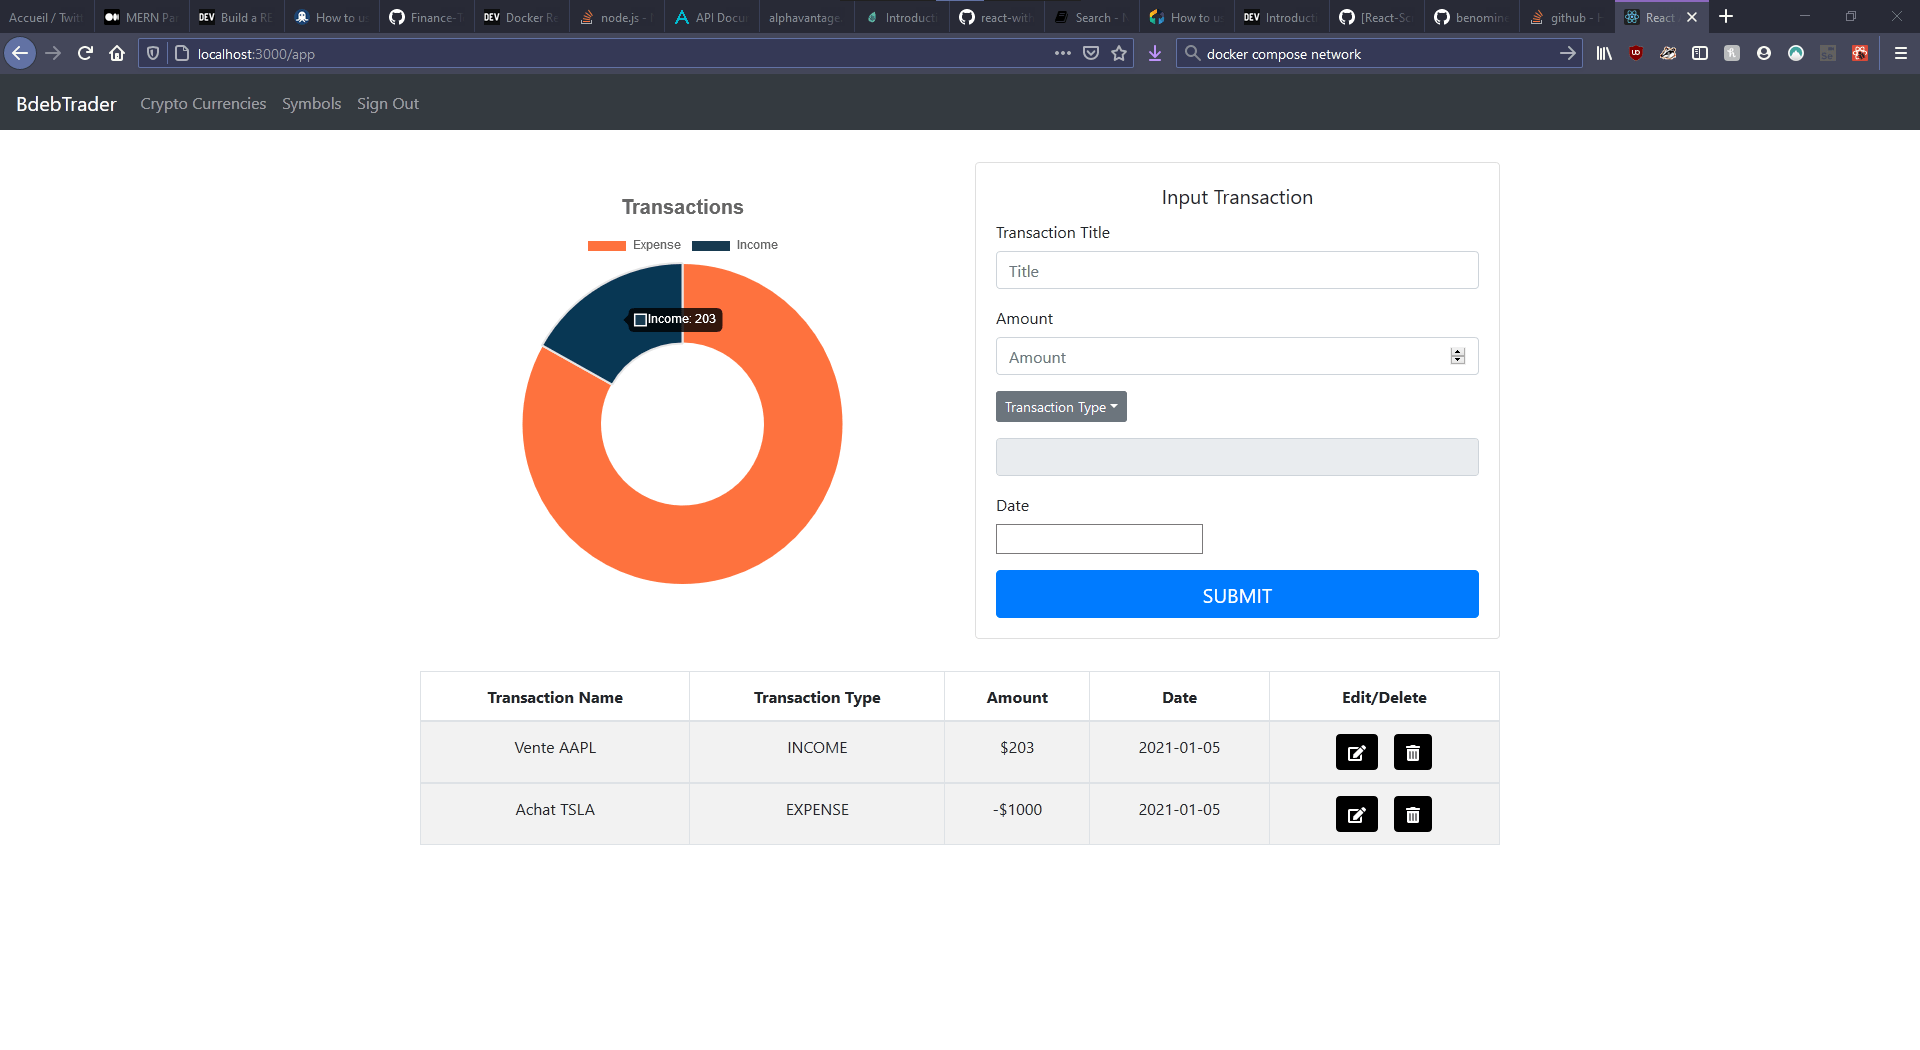 Accueil / Twit
MERN Par
DEV Build a RE
How to us
Finance-T
DEV Docker Re
node.js - 
API Docu
alphavantage.
Introducti
react-with
Search - 
How to us
DEV Introducti
[React-Sc
benomin
github - 
React
localhost:3000/app
docker compose network
BdebTrader
Crypto Currencies
Symbols
Sign Out
Transactions
Expense
Income
Income: 203
Input Transaction
Transaction Title
Title
Amount
Amount
Transaction Type
Date
SUBMIT
Transaction Name Transaction Type Amount Date Edit/Delete
Vente AAPL INCOME $203 2021-01-05
Achat TSLA EXPENSE -$1000 2021-01-05